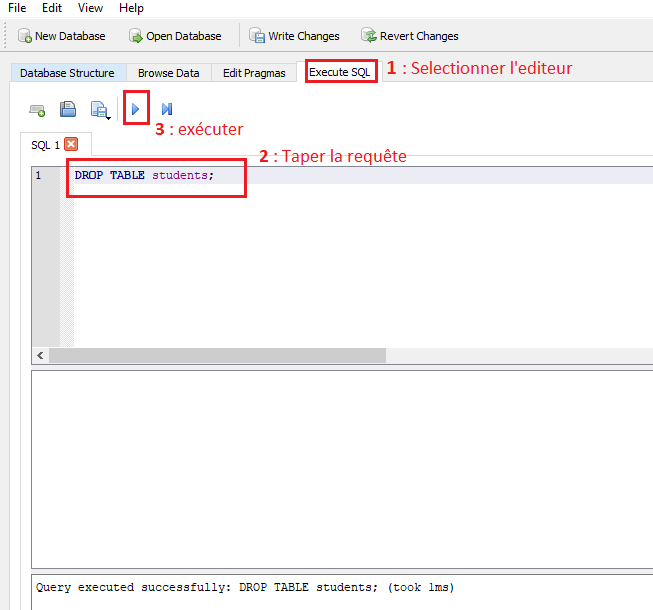 File Edit View Help
New Database Open Database Write Changes Revert Changes
Database Structure Browse Data Edit Pragmas Execute SQL 1 : Selectionner l'editeur
3 : exécuter
SQL 1
2 : Taper la requête
1 DROP TABLE students;
Query executed successfully: DROP TABLE students; (took 1ms)